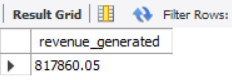 Result Grid Filter Rows:
revenue_generated
817860.05